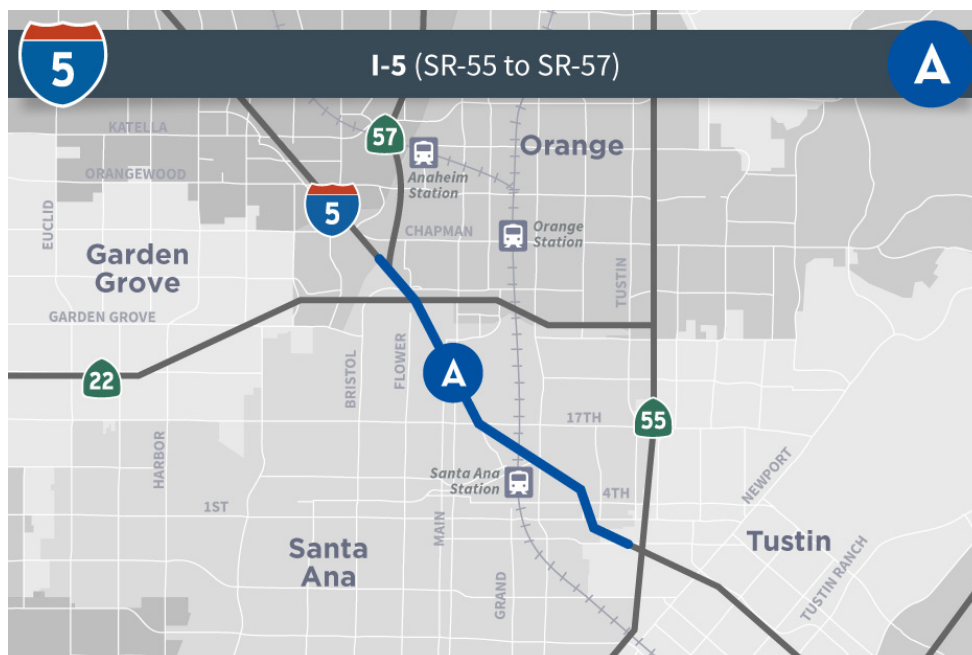 5
I-5 (SR-55 to SR-57)
A
KATELLA
57
Orange
ORANGEWOOD
Anaheim
Station
5
EUCLID
CHAPMAN
Orange
Station
Garden
Grove
TUSTIN
GARDEN GROVE
22
BRISTOL
FLOWER
A
17TH
55
HARBOR
Santa Ana
Station
4TH
NEWPORT
1ST
MAIN
Santa
Ana
GRAND
Tustin
TUSTIN RANCH